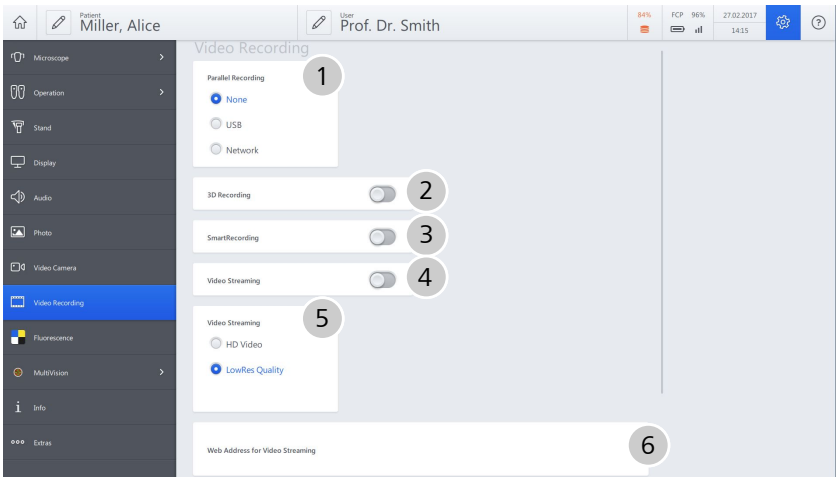 Patient
Miller, Alice
User
Prof. Dr. Smith
84%
FCP 96%
27.02.2017
14:15
?
Microscope
Operation
Stand
Display
Audio
Photo
Video Camera
Video Recording
Fluorescence
MultiVision
i Info
Extras
Video Recording
Parallel Recording
1
None
USB
Network
3D Recording
2
SmartRecording
3
Video Streaming
4
Video Streaming
5
HD Video
LowRes Quality
Web Address for Video Streaming
6